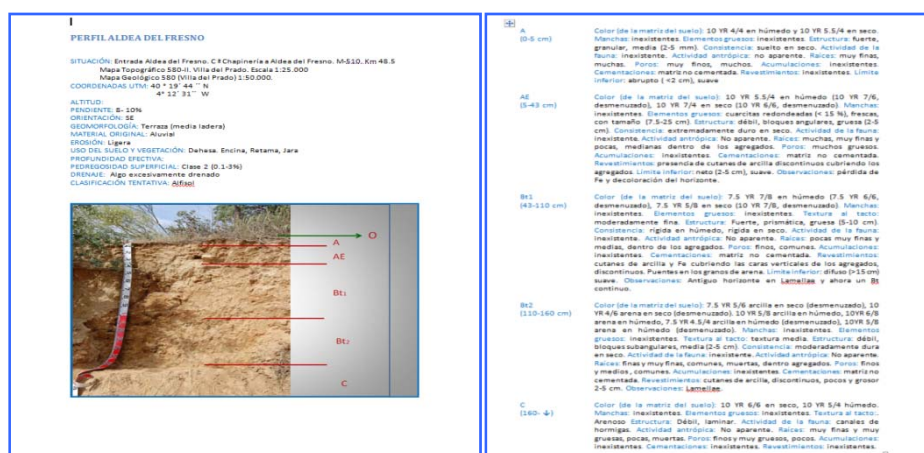 PERFIL ALDEA DEL FRESNO
SITUACIÓN: Entrada Aldea del Fresno. Cª Chapinería a Aldea del Fresno. M-510. Km 48.5
Mapa Topográfico 580-II. Villa del Prado. Escala 1:25.000
Mapa Geológico 580 (Villa del Prado) 1:50.000.
COORDENADAS UTM: 40 º 19´ 44 ´´ N
4º 12´ 31´´ W
ALTITUD:
PENDIENTE: 8- 10%
ORIENTACIÓN: SE
GEOMORFOLOGÍA: Terraza (media ladera)
MATERIAL ORIGINAL: Aluvial
EROSIÓN: Ligera
USO DEL SUELO Y VEGETACIÓN: Dehesa. Encina, Retama, Jara
PROFUNDIDAD EFECTIVA:
PEDREGOSIDAD SUPERFICIAL: Clase 2 (0.1-3%)
DRENAJE: Algo excesivamente drenado
CLASIFICACIÓN TENTATIVA: Alfisol
O
A
AE
Bt1
Bt2
C
A
(0-5 cm)
Color (de la matriz del suelo): 10 YR 4/4 en húmedo y 10 YR 5.5/4 en seco.
Manchas: inexistentes. Elementos gruesos: inexistentes. Estructura: fuerte,
granular, media (2-5 mm). Consistencia: suelto en seco. Actividad de la
fauna: inexistente. Actividad antrópica: No aparente. Raíces: muy finas,
muchas. Poros: muy finos, muchos. Acumulaciones: inexistentes.
Cementaciones: matriz no cementada. Revestimientos: inexistentes. Limite
inferior: abrupto ( <2 cm), suave
AE
(5-43 cm)
Color (de la matriz del suelo): 10 YR 5.5/4 en húmedo (10 YR 7/6,
desmenuzado), 10 YR 7/4 en seco (10 YR 6/6, desmenuzado). Manchas:
inexistentes. Elementos gruesos: cuarcitas redondeadas (< 15 %), frescas,
con tamaño (7.5-25 cm). Estructura: débil, bloques angulares, gruesa (2-5
cm). Consistencia: extremadamente duro en seco. Actividad de la fauna:
inexistente. Actividad antrópica: No aparente. Raíces: muchas, muy finas y
pocas, medianas dentro de los agregados. Poros: muchos gruesos.
Acumulaciones: inexistentes. Cementaciones: matriz no cementada.
Revestimientos: presencia de cutanes de arcilla discontinuos cubriendo los
agregados. Limite inferior: neto (2-5 cm), suave. Observaciones: pérdida de
Fe y decoloración del horizonte.
Bt1
(43-110 cm)
Color (de la matriz del suelo): 7.5 YR 7/8 en húmedo (7.5 YR 6/6,
desmenuzado), 7.5 YR 5/8 en seco (10 YR 7/8, desmenuzado). Manchas:
inexistentes. Elementos gruesos: inexistentes. Textura al tacto:
moderadamente fina. Estructura: Fuerte, prismática, gruesa (5-10 cm).
Consistencia: rígida en húmedo, rígida en seco. Actividad de la fauna:
inexistente. Actividad antrópica: No aparente. Raíces: pocas muy finas y
medias, dentro de los agregados. Poros: finos, comunes. Acumulaciones:
inexistentes. Cementaciones: matriz no cementada. Revestimientos:
cutanes de arcilla y Fe cubriendo las caras verticales de los agregados,
discontinuos. Puentes en los granos de arena. Limite inferior: difuso (>15 cm)
suave. Observaciones: Antiguo horizonte en Lamellae y ahora un Bt
continuo.
Bt2
(110-160 cm)
Color (de la matriz del suelo): 7.5 YR 5/6 arcilla en seco (desmenuzado), 10
YR 4/6 arena en seco (desmenuzado). 10 YR 5/8 arcilla en húmedo, 10YR 6/8
arena en húmedo, 7.5 YR 4.5/4 arcilla en húmedo (desmenuzado), 10YR 5/8
arena en húmedo (desmenuzado). Manchas: inexistentes. Elementos
gruesos: inexistentes. Textura al tacto: textura media. Estructura: débil,
bloques subangulares, media (2-5 cm). Consistencia: moderadamente dura
en seco. Actividad de la fauna: inexistente. Actividad antrópica: No aparente.
Raíces: finas y muy finas, comunes, muertas, dentro agregados. Poros: finos
y medios, comunes. Acumulaciones: inexistentes. Cementaciones: matriz no
cementada. Revestimientos: cutanes de arcilla, discontinuos, pocos y grosor
2-5 cm. Observaciones: Lamellae.
C
(160- ↓)
Color (de la matriz del suelo): 10 YR 6/6 en seco, 10 YR 5/4 húmedo.
Manchas: inexistentes. Elementos gruesos: inexistentes. Textura al tacto:.
Arenoso Estructura: Débil, laminar. Actividad de la fauna: canales de
hormigas. Actividad antrópica: No aparente. Raíces: muy finas y muy
gruesas, pocas, muertas. Poros: finos y muy gruesos, pocos. Acumulaciones:
inexistentes. Cementaciones: inexistentes. Revestimientos: inexistentes.